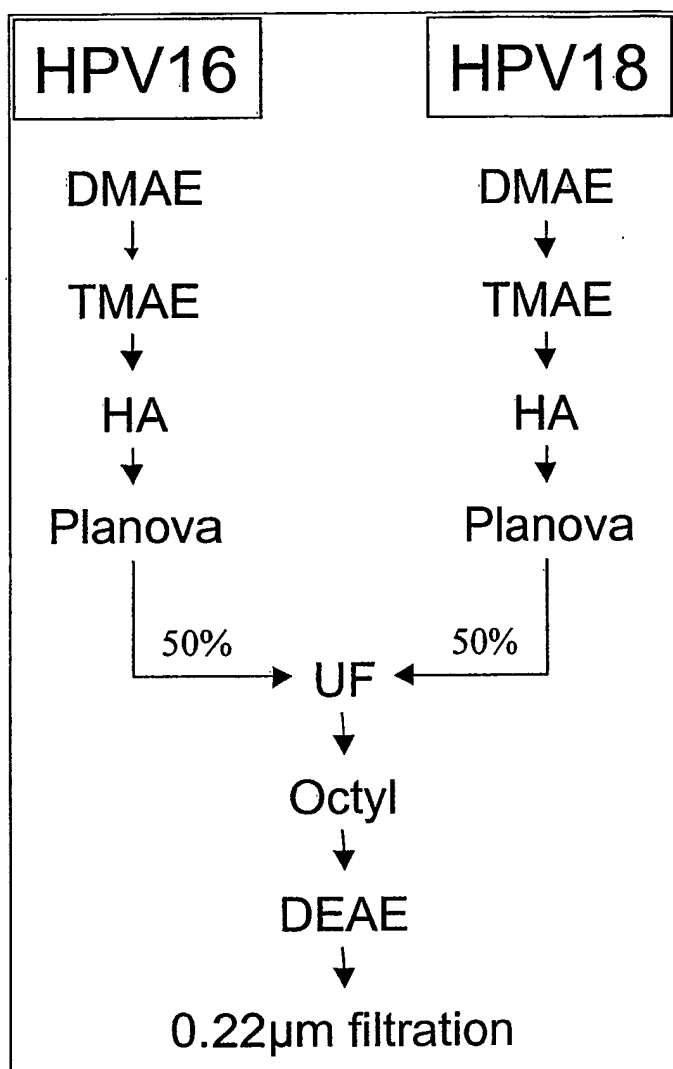 HPV16 HPV18
DMAE DMAE
TMAE TMAE
HA HA
Planova Planova
50% 50%
UF
Octyl
DEAE
0.22µm filtration